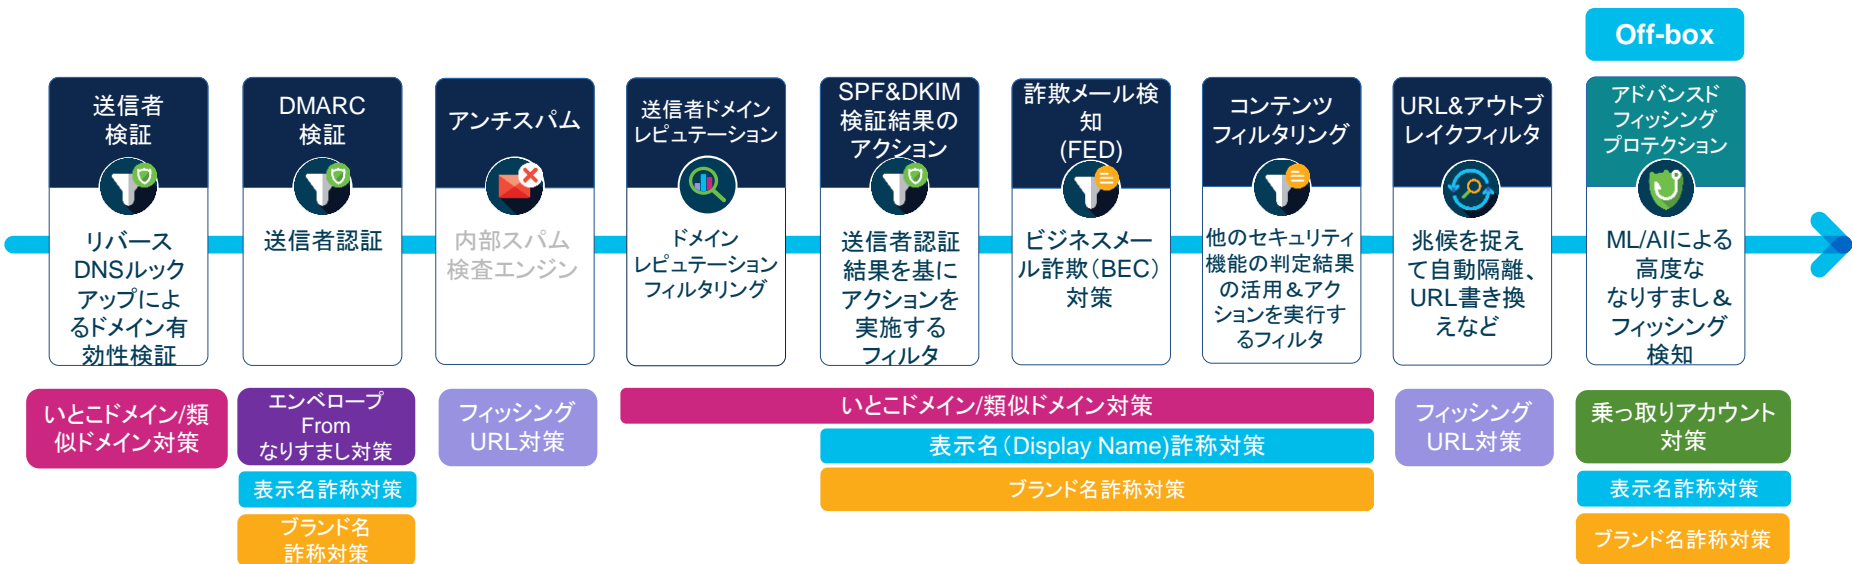 Off-box
送信者
検証
リバース
DNSルック
アップによ
るドメイン有
効性検証
DMARC
検証
送信者認証
アンチスパム
内部スパム
検査エンジン
送信者ドメイン
レピュテーション
ドメイン
レピュテーション
フィルタリング
SPF&DKIM
検証結果の
アクション
送信者認証
結果を基に
アクションを
実施する
フィルタ
詐欺メール検
知
(FED)
ビジネスメー
ル詐欺（BEC）
対策
コンテンツ
フィルタリング
他のセキュリティ
機能の判定結果
の活用＆アク
ションを実行す
るフィルタ
URL&アウトブ
レイクフィルタ
兆候を捉え
て自動隔離、
URL書き換
えなど
アドバンスド
フィッシング
プロテクション
ML/AIによる
高度な
なりすまし＆
フィッシング
検知
いとこドメイン/類
似ドメイン対策
エンベロープ
From
なりすまし対策
表示名詐称対策
ブランド名
詐称対策
フィッシング
URL対策
いとこドメイン/類似ドメイン対策
表示名（Display Name)詐称対策
ブランド名詐称対策
フィッシング
URL対策
乗っ取りアカウント
対策
表示名詐称対策
ブランド名詐称対策